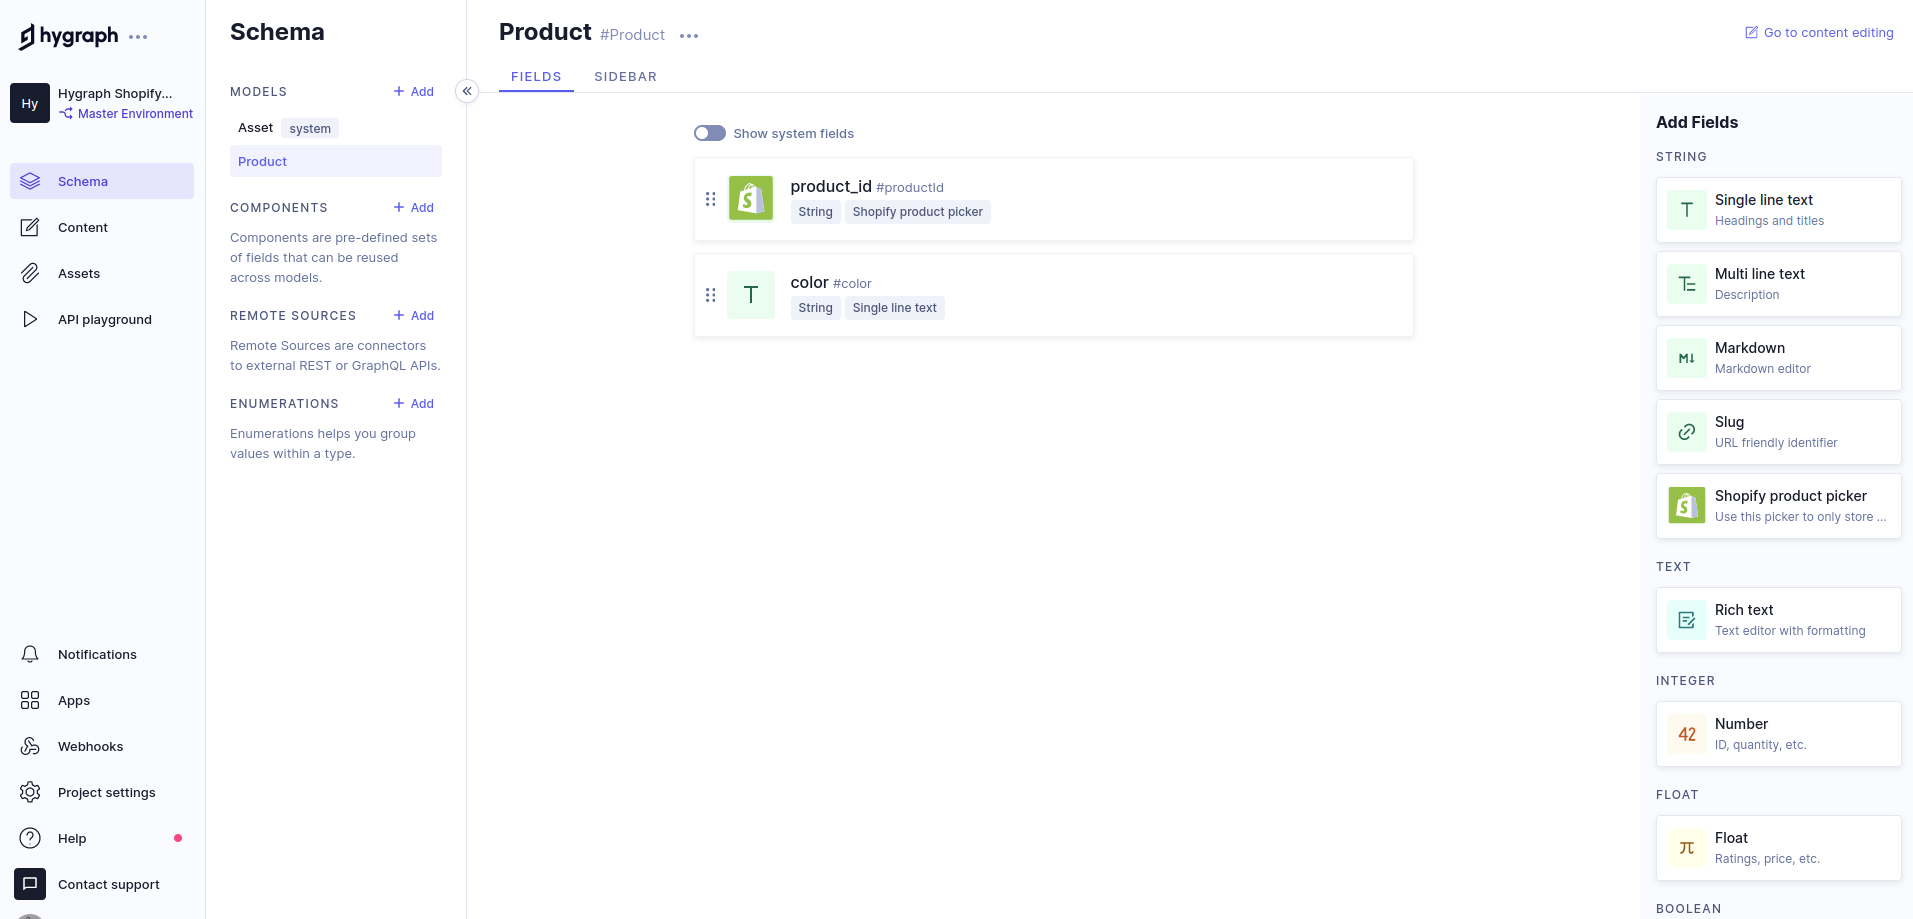 hygraph
Hy
Hygraph Shopify...
Master Environment
Schema
Content
Assets
API playground
Notifications
Apps
Webhooks
Project settings
Help
Contact support
Schema
MODELS
+ Add
Asset system
Product
COMPONENTS
+ Add
Components are pre-defined sets
of fields that can be reused
across models.
REMOTE SOURCES
+ Add
Remote Sources are connectors
to external REST or GraphQL APIs.
ENUMERATIONS
+ Add
Enumerations helps you group
values within a type.
Product #Product
Go to content editing
FIELDS SIDEBAR
Show system fields
product_id #productId
String Shopify product picker
T
color #color
String Single line text
Add Fields
STRING
T
Single line text
Headings and titles
Multi line text
Description
M↓
Markdown
Markdown editor
Slug
URL friendly identifier
Shopify product picker
Use this picker to only store ...
TEXT
Rich text
Text editor with formatting
INTEGER
42
Number
ID, quantity, etc.
FLOAT
π
Float
Ratings, price, etc.
BOOLEAN